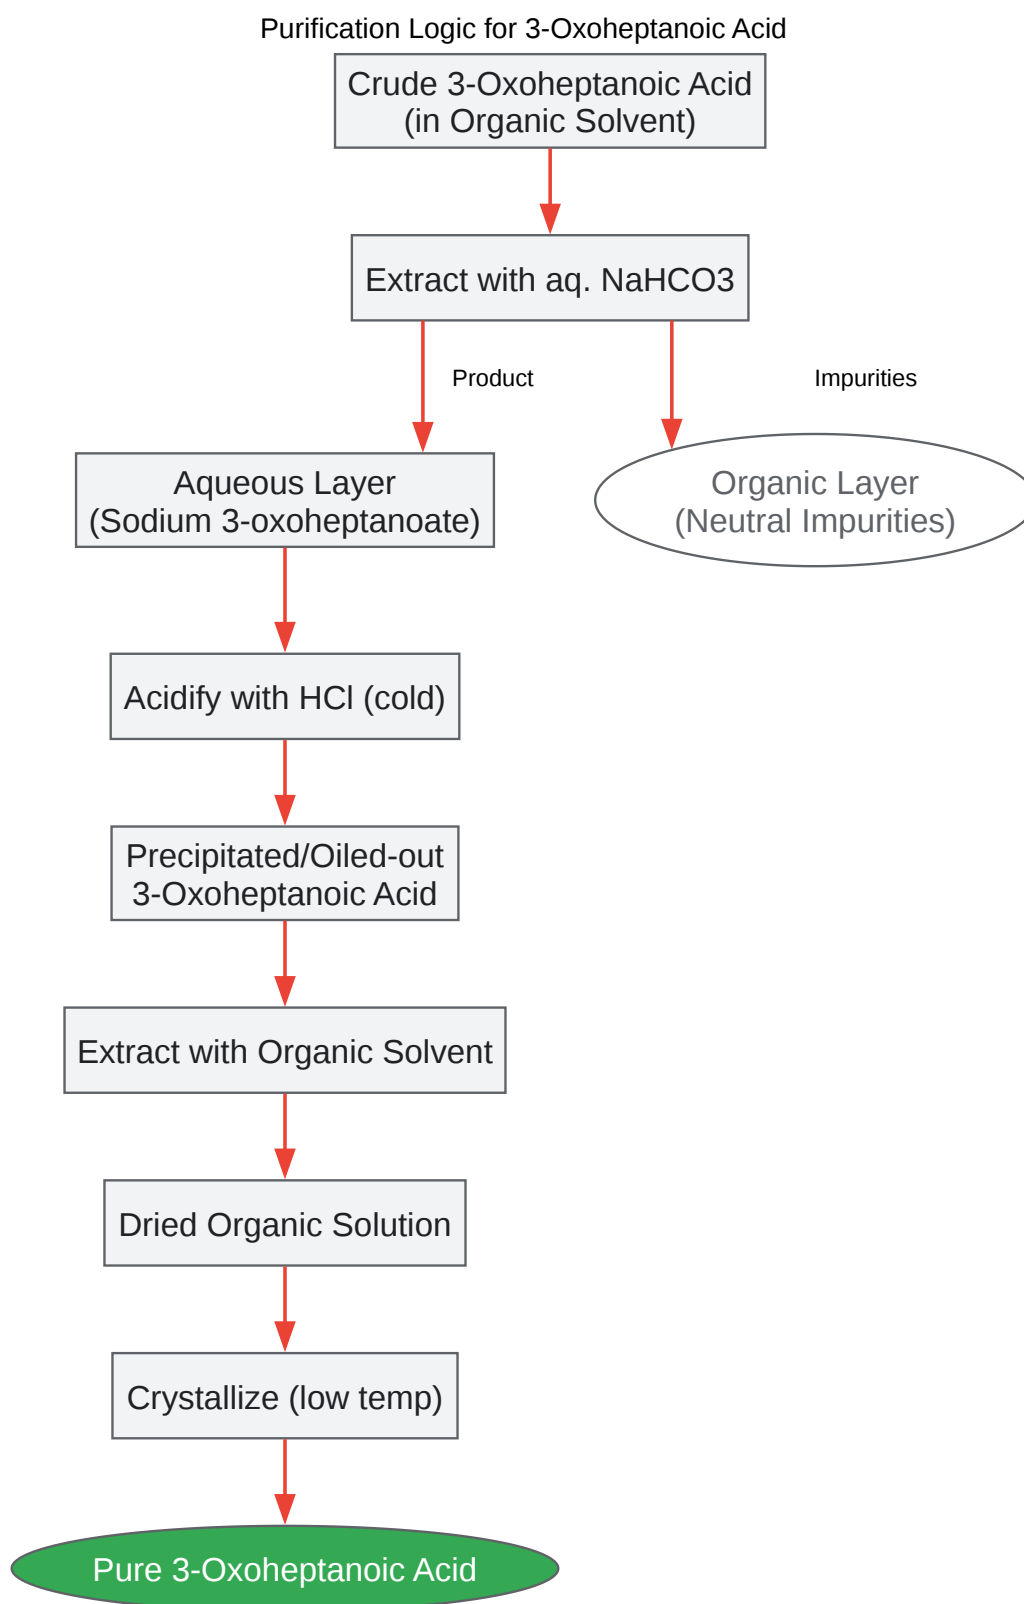 Purification Logic for 3-Oxoheptanoic Acid
Crude 3-Oxoheptanoic Acid
(in Organic Solvent)
Extract with aq. NaHCO3
Product
Impurities
Aqueous Layer
(Sodium 3-oxoheptanoate)
Organic Layer
(Neutral Impurities)
Acidify with HCl (cold)
Precipitated/Oiled-out
3-Oxoheptanoic Acid
Extract with Organic Solvent
Dried Organic Solution
Crystallize (low temp)
Pure 3-Oxoheptanoic Acid